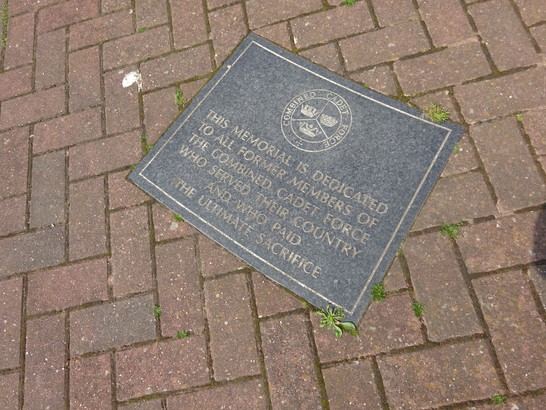 COMBINED CADET FORCE
THIS MEMORIAL IS DEDICATED
TO ALL FORMER MEMBERS OF
THE COMBINED CADET FORCE
WHO SERVED THEIR COUNTRY
AND WHO PAID
THE ULTIMATE SACRIFICE